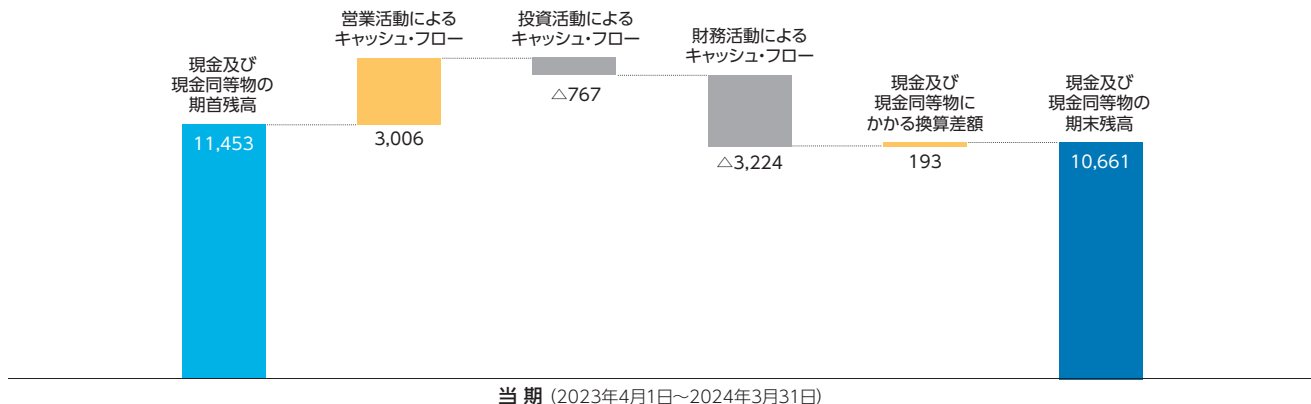 現金及び
現金同等物の
期首残高
11,453
営業活動による
キャッシュ・フロー
3,006
投資活動による
キャッシュ・フロー
△767
財務活動による
キャッシュ・フロー
△3,224
現金及び
現金同等物に
かかる換算差額
193
現金及び
現金同等物の
期末残高
10,661
当期（2023年4月1日～2024年3月31日）